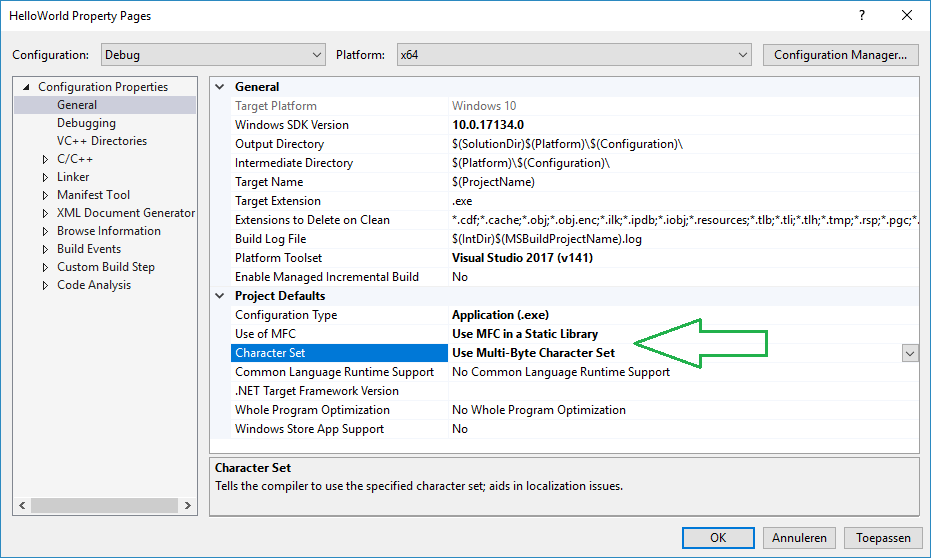 HelloWorld Property Pages
?
Configuration: Debug Platform: x64 Configuration Manager...
Configuration Properties
General
Debugging
VC++ Directories
C/C++
Linker
Manifest Tool
XML Document Generator
Browse Information
Build Events
Custom Build Step
Code Analysis
General
Target Platform Windows 10
Windows SDK Version 10.0.17134.0
Output Directory $(SolutionDir)$(Platform)\$(Configuration)\
Intermediate Directory $(Platform)\$(Configuration)\
Target Name $(ProjectName)
Target Extension .exe
Extensions to Delete on Clean *.cdf;*.cache;*.obj;*.obj.enc;*.ilk;*.ipdb;*.iobj;*.resources;*.tlb;*.tli;*.tlh;*.tmp;*.rsp;*.pgc;*.
Build Log File $(IntDir)$(MSBuildProjectName).log
Platform Toolset Visual Studio 2017 (v141)
Enable Managed Incremental Build No
Project Defaults
Configuration Type Application (.exe)
Use of MFC Use MFC in a Static Library
Character Set Use Multi-Byte Character Set
Common Language Runtime Support No Common Language Runtime Support
.NET Target Framework Version
Whole Program Optimization No Whole Program Optimization
Windows Store App Support No
Character Set
Tells the compiler to use the specified character set; aids in localization issues.
OK Annuleren Toepassen